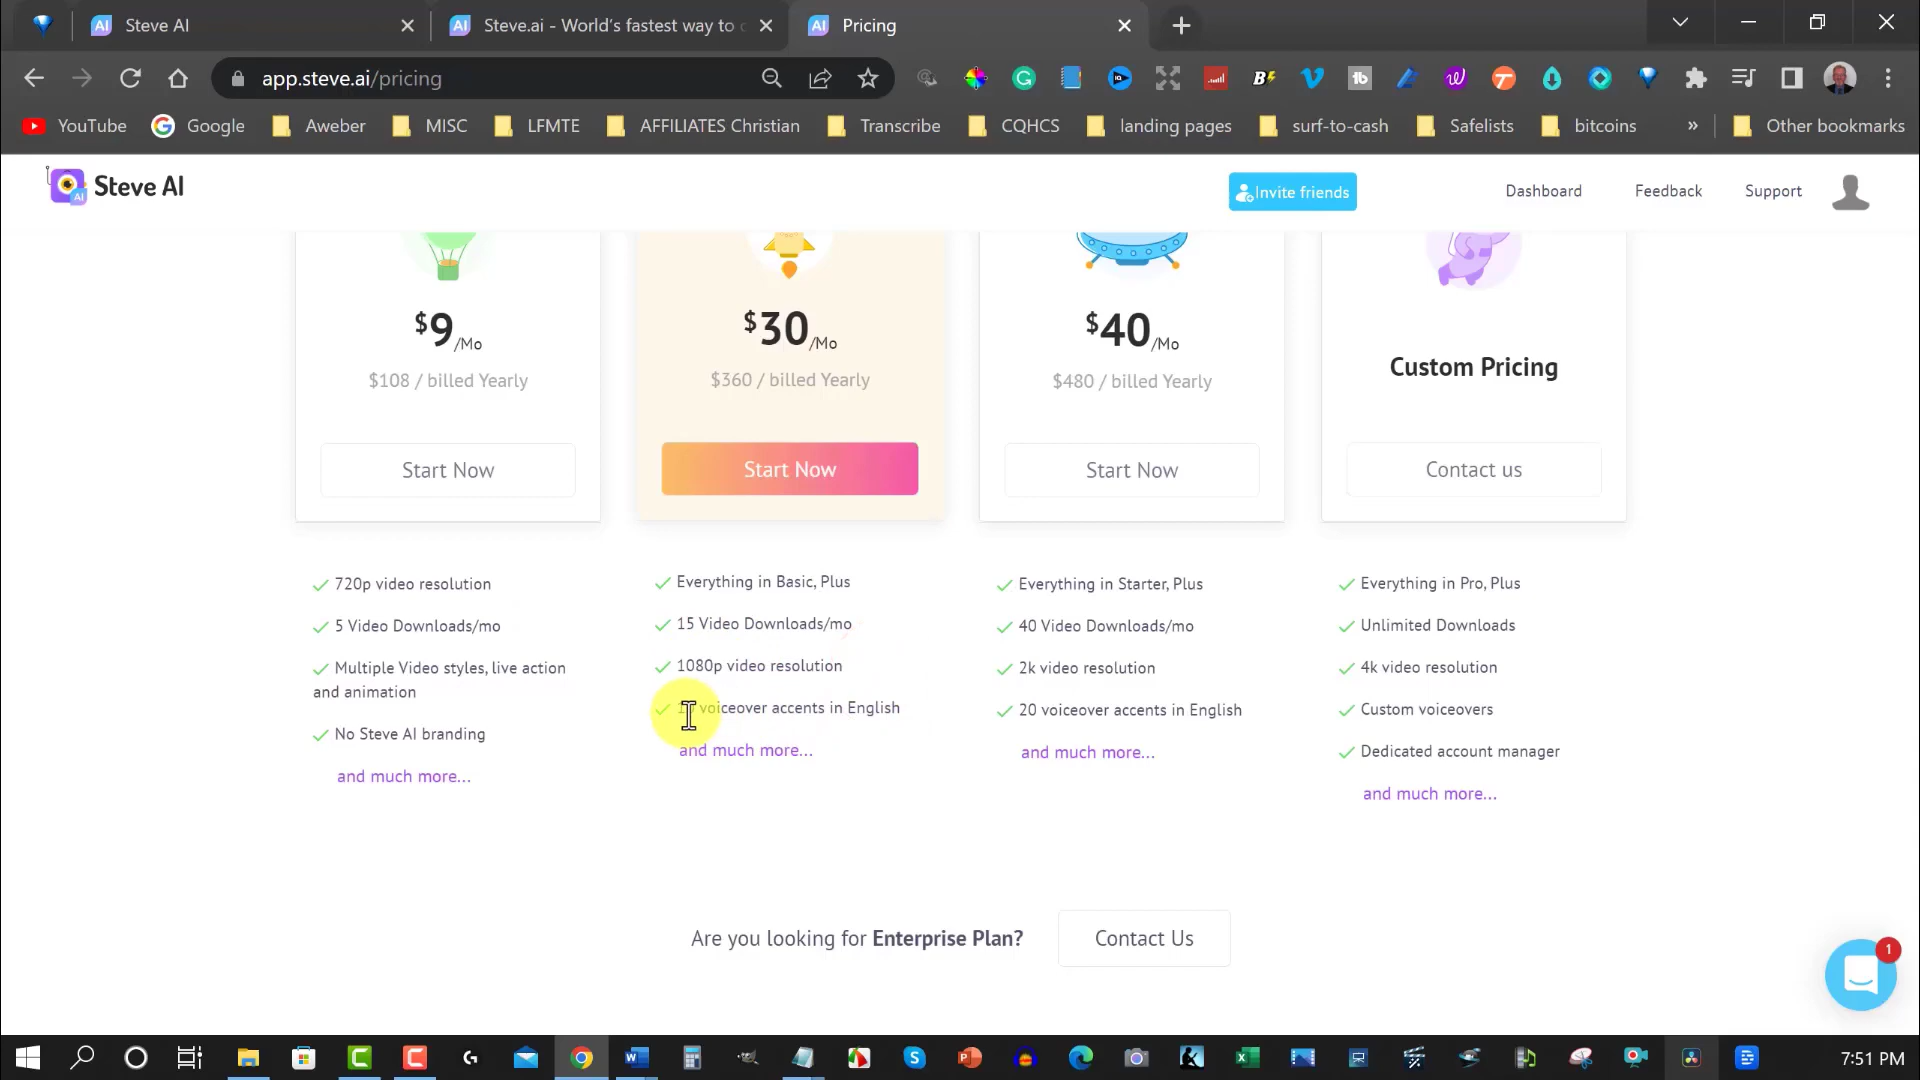 Steve AI
Steve.ai - World's fastest way to c
Pricing
app.steve.ai/pricing
YouTube
Google
Aweber
MISC
LFMTE
AFFILIATES Christian
Transcribe
CQHCS
landing pages
surf-to-cash
Safelists
bitcoins
»
Other bookmarks
Steve AI
Invite friends
Dashboard
Feedback
Support
$9/Mo
$108 / billed Yearly
Start Now
720p video resolution
5 Video Downloads/mo
Multiple Video styles, live action
and animation
No Steve AI branding
and much more...
$30/Mo
$360 / billed Yearly
Start Now
Everything in Basic, Plus
15 Video Downloads/mo
1080p video resolution
voiceover accents in English
and much more...
$40/Mo
$480 / billed Yearly
Start Now
Everything in Starter, Plus
40 Video Downloads/mo
2k video resolution
20 voiceover accents in English
and much more...
Custom Pricing
Contact us
Everything in Pro, Plus
Unlimited Downloads
4k video resolution
Custom voiceovers
Dedicated account manager
and much more...
Are you looking for Enterprise Plan?
Contact Us
1
7:51 PM